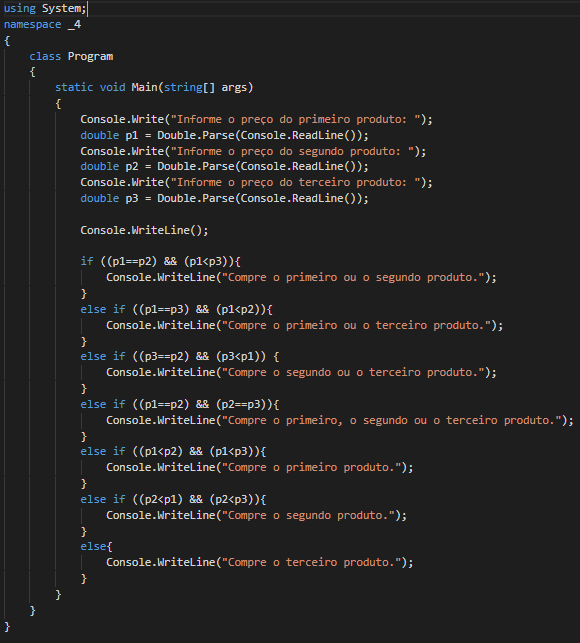 using System;
namespace _4
{
    class Program
    {
        static void Main(string[] args)
        {
            Console.Write("Informe o preço do primeiro produto: ");
            double p1 = Double.Parse(Console.ReadLine());
            Console.Write("Informe o preço do segundo produto: ");
            double p2 = Double.Parse(Console.ReadLine());
            Console.Write("Informe o preço do terceiro produto: ");
            double p3 = Double.Parse(Console.ReadLine());

            Console.WriteLine();

            if ((p1==p2) && (p1<p3)){
                Console.WriteLine("Compre o primeiro ou o segundo produto.");
            }
            else if ((p1==p3) && (p1<p2)){
                Console.WriteLine("Compre o primeiro ou o terceiro produto.");
            }
            else if ((p3==p2) && (p3<p1)) {
                Console.WriteLine("Compre o segundo ou o terceiro produto.");
            }
            else if ((p1==p2) && (p2==p3)){
                Console.WriteLine("Compre o primeiro, o segundo ou o terceiro produto.");
            }
            else if ((p1<p2) && (p1<p3)){
                Console.WriteLine("Compre o primeiro produto.");
            }
            else if ((p2<p1) && (p2<p3)){
                Console.WriteLine("Compre o segundo produto.");
            }
            else{
                Console.WriteLine("Compre o terceiro produto.");
            }
        }
    }
}